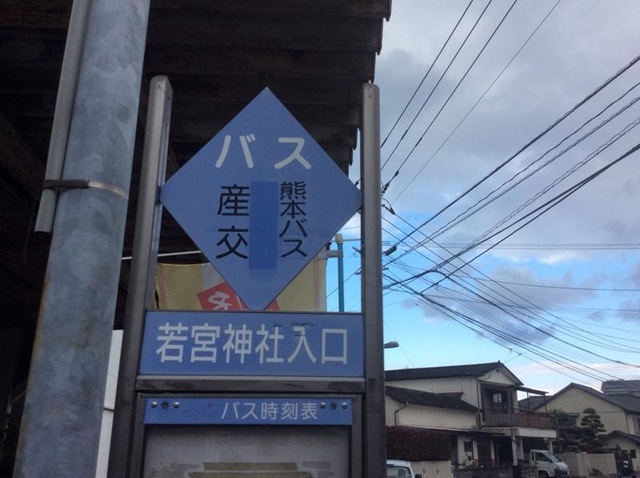 バス
産交
熊本バス
若宮神社入口
バス時刻表